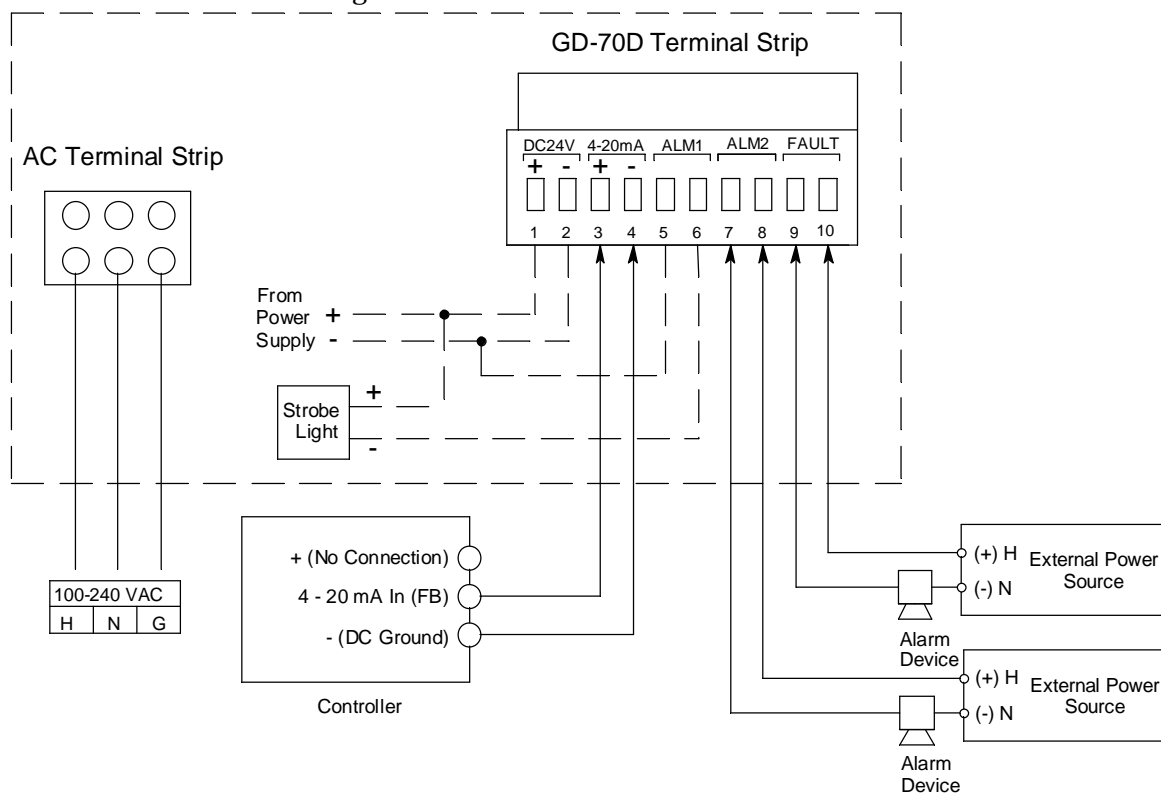 GD-70D Terminal Strip
AC Terminal Strip
DC24V 4-20mA ALM1 ALM2 FAULT
+ - + -
1 2 3 4 5 6 7 8 9 10
From
Power +
Supply -
+
Strobe
Light
-
+ (No Connection)
4 - 20 mA In (FB)
- (DC Ground)
Controller
100-240 VAC
H N G
(+) H External Power
Source
(-) N
Alarm
Device
(+) H External Power
Source
(-) N
Alarm
Device